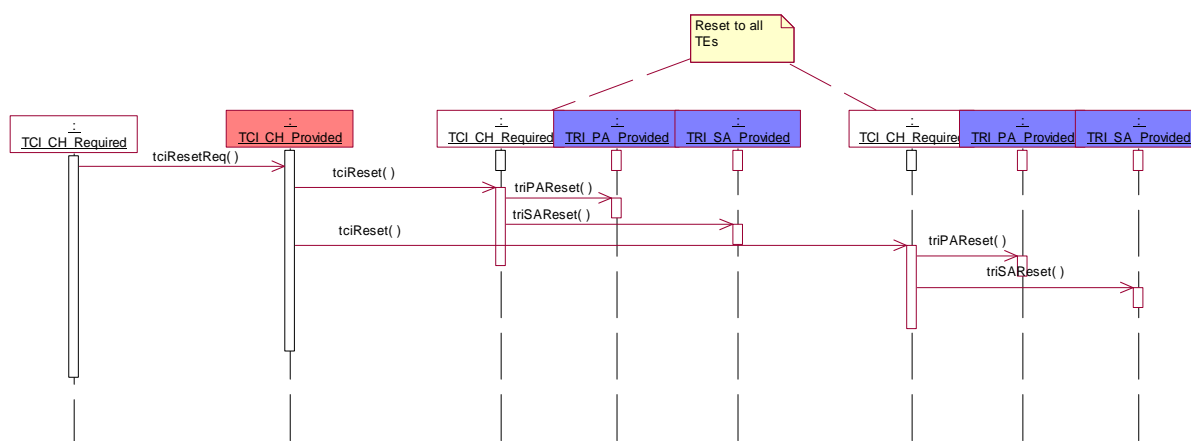 Reset to all
TEs
:
TCI_CH_Required
:
TCI_CH_Provided
:
TCI_CH_Required
:
TRI_PA_Provided
:
TRI_SA_Provided
:
TCI_CH_Required
:
TRI_PA_Provided
:
TRI_SA_Provided
tciResetReq( )
tciReset( )
triPAReset( )
triSAReset( )
tciReset( )
triPAReset( )
triSAReset( )